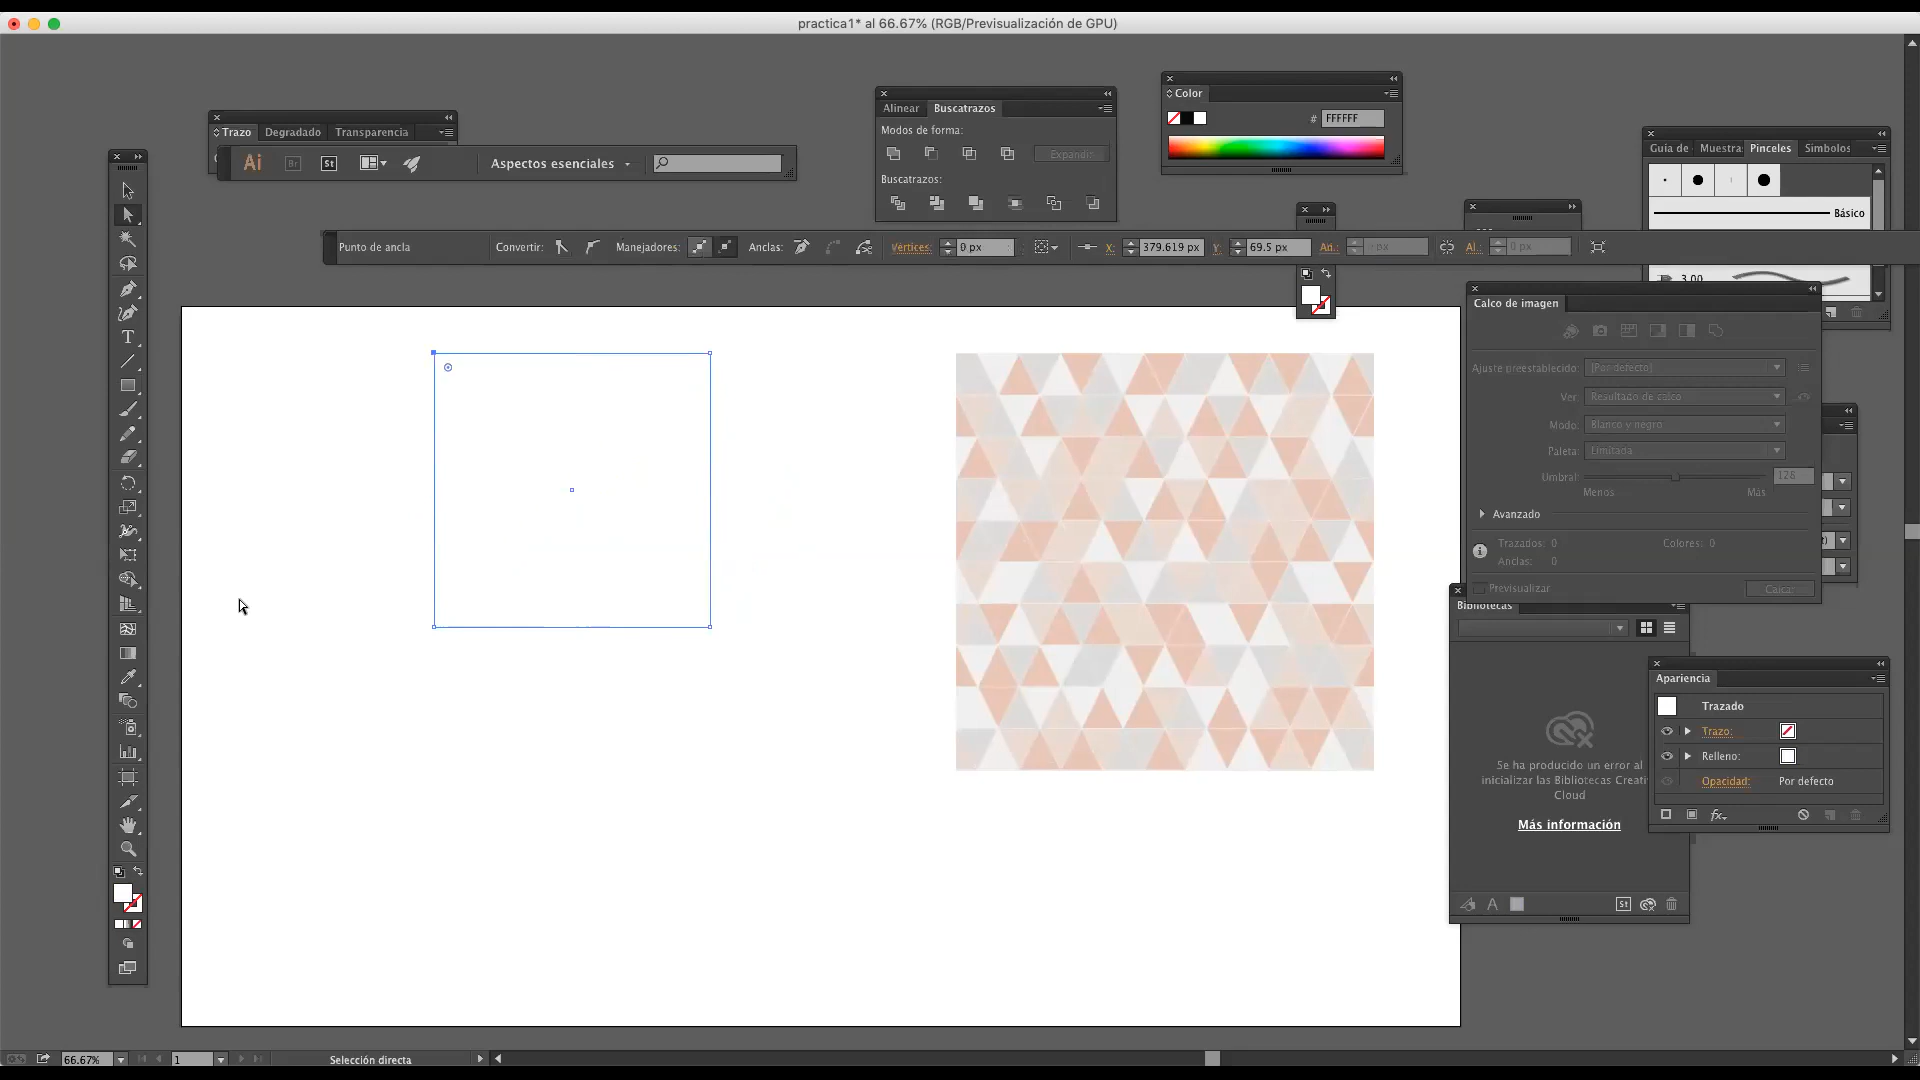 practica1* al 66.67% (RGB/Previsualización de GPU)
Color
# FFFFFF
Alinear Buscatrazos
Modos de forma:
Expandir
Buscatrazos:
Trazo Degradado Transparencia
Ai Br St Aspectos esenciales
Guía de Muestra: Pinceles Símbolos
Básico
3.00
Punto de ancla Convertir: Manejadores: Anclas: Vértices: 0 px X: 379.619 px Y: 69.5 px An.: Al.: 0 px
Calco de imagen
Ajuste preestablecido: [Por defecto]
Ver: Resultado de calco
Modo: Blanco y negro
Paleta: Limitada
Umbral: 128
Menos Más
Avanzado
Trazados: 0 Colores: 0
Anclas: 0
Previsualizar Calcar
Bibliotecas
Se ha producido un error al
inicializar las Bibliotecas Creati
Cloud
Más información
St
Apariencia
Trazado
Trazo:
Relleno:
Opacidad: Por defecto
fx
66.67% 1 Selección directa